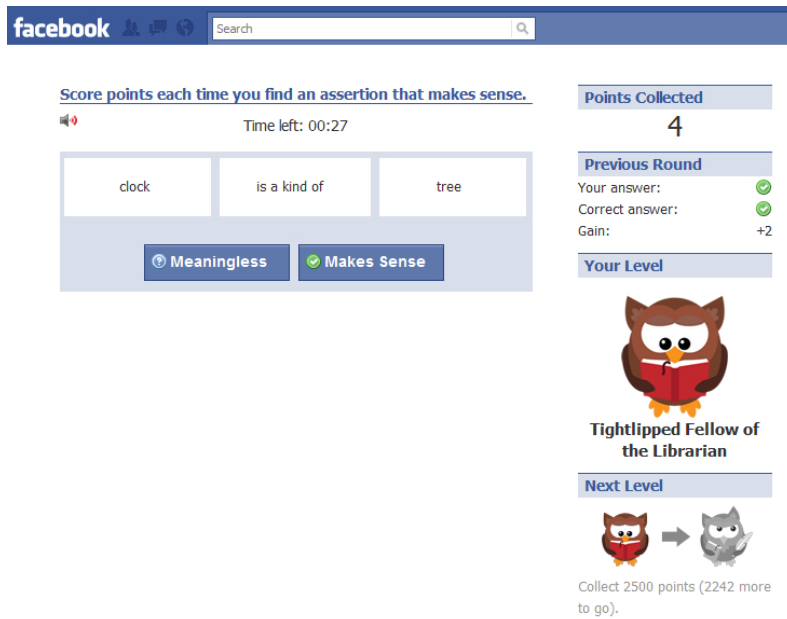 facebook
Search
Score points each time you find an assertion that makes sense.
Time left: 00:27
clock
is a kind of
tree
Meaningless
Makes Sense
Points Collected
4
Previous Round
Your answer:
Correct answer:
Gain: +2
Your Level
Tightlipped Fellow of
the Librarian
Next Level
Collect 2500 points (2242 more
to go).